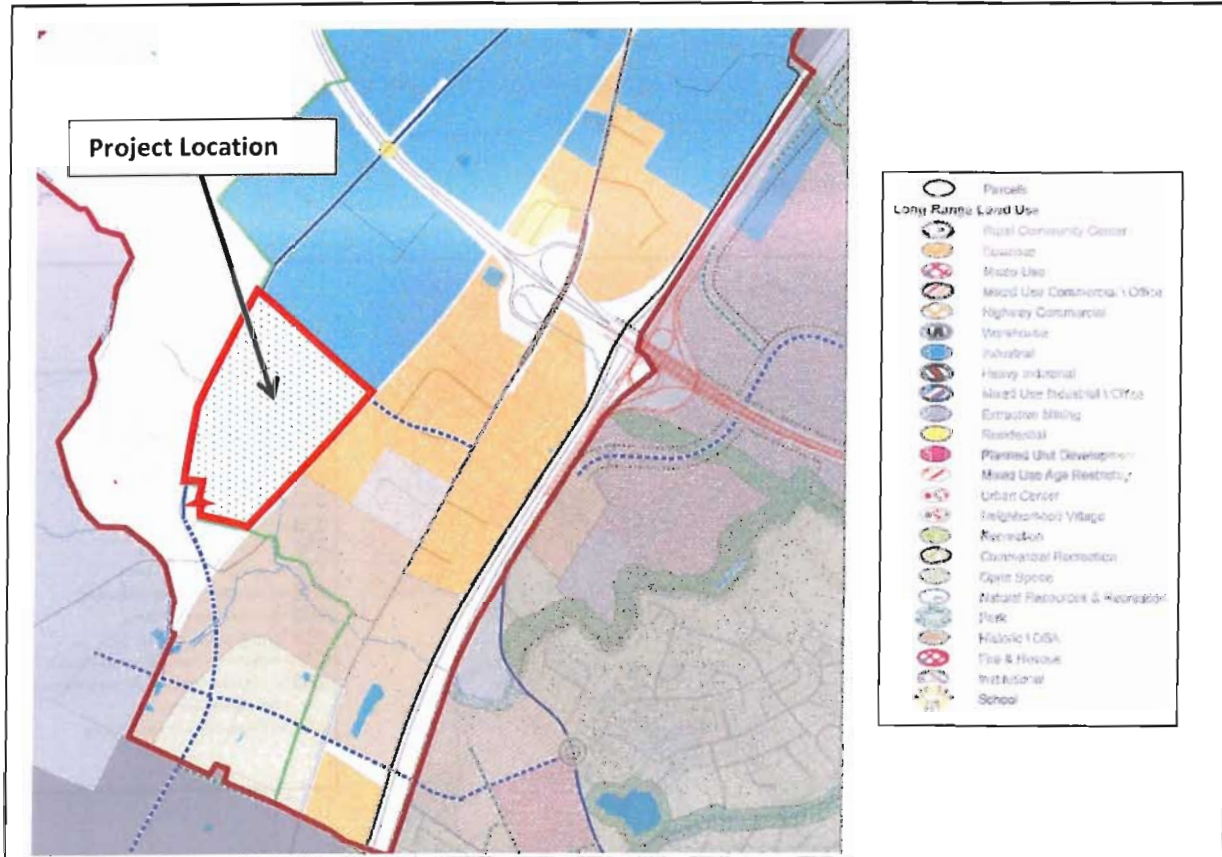 Project Location
Parcels
Long Range Land Use
Rural Community Center
Business
Mixed Use
Mixed Use Commercial \ Office
Highway Commercial
Warehouse
Industrial
Heavy Industrial
Mixed Use Industrial \ Office
Extractive Mining
Residential
Planned Unit Development
Mixed Use Age Restricted
Urban Center
Neighborhood Village
Recreation
Commercial Recreation
Open Space
Natural Resources & Recreation
Park
Historic \ DSA
Fire & Rescue
Institutional
School